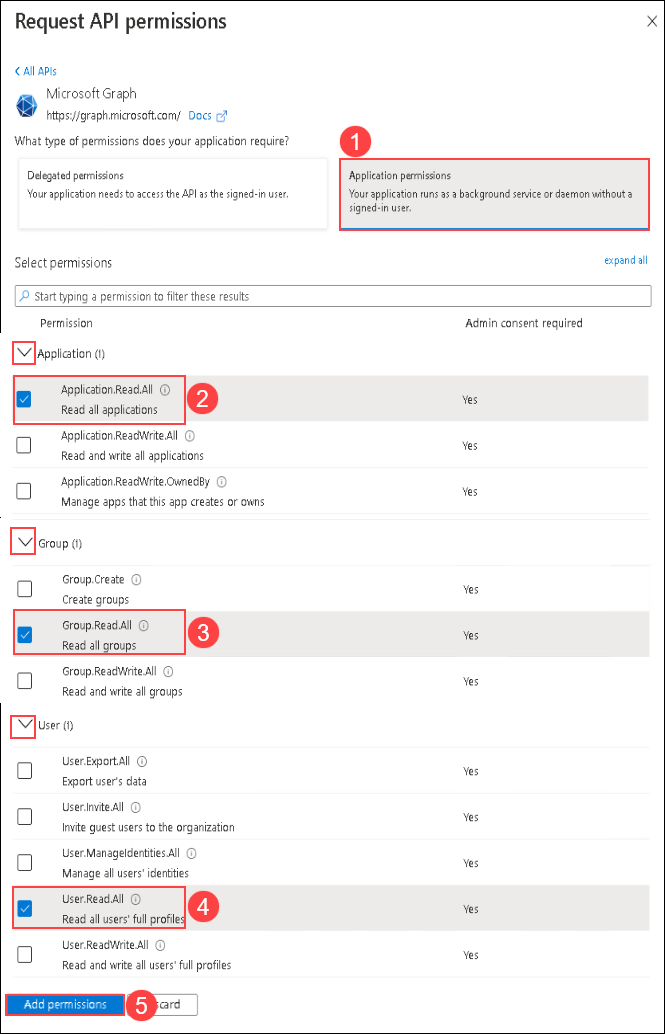 Request API permissions
All APIs
Microsoft Graph
https://graph.microsoft.com/ Docs
What type of permissions does your application require?
1
Delegated permissions
Your application needs to access the API as the signed-in user.
Application permissions
Your application runs as a background service or daemon without a
signed-in user.
Select permissions
expand all
Start typing a permission to filter these results
Permission Admin consent required
Application (1)
Application.Read.All
Read all applications
2
Yes
Application.ReadWrite.All
Read and write all applications
Yes
Application.ReadWrite.OwnedBy
Manage apps that this app creates or owns
Yes
Group (1)
Group.Create
Create groups
Yes
Group.Read.All
Read all groups
3
Yes
Group.ReadWrite.All
Read and write all groups
Yes
User (1)
User.Export.All
Export user's data
Yes
User.Invite.All
Invite guest users to the organization
Yes
User.ManageIdentities.All
Manage all users' identities
Yes
User.Read.All
Read all users' full profiles
4
Yes
User.ReadWrite.All
Read and write all users' full profiles
Yes
Add permissions 5 card